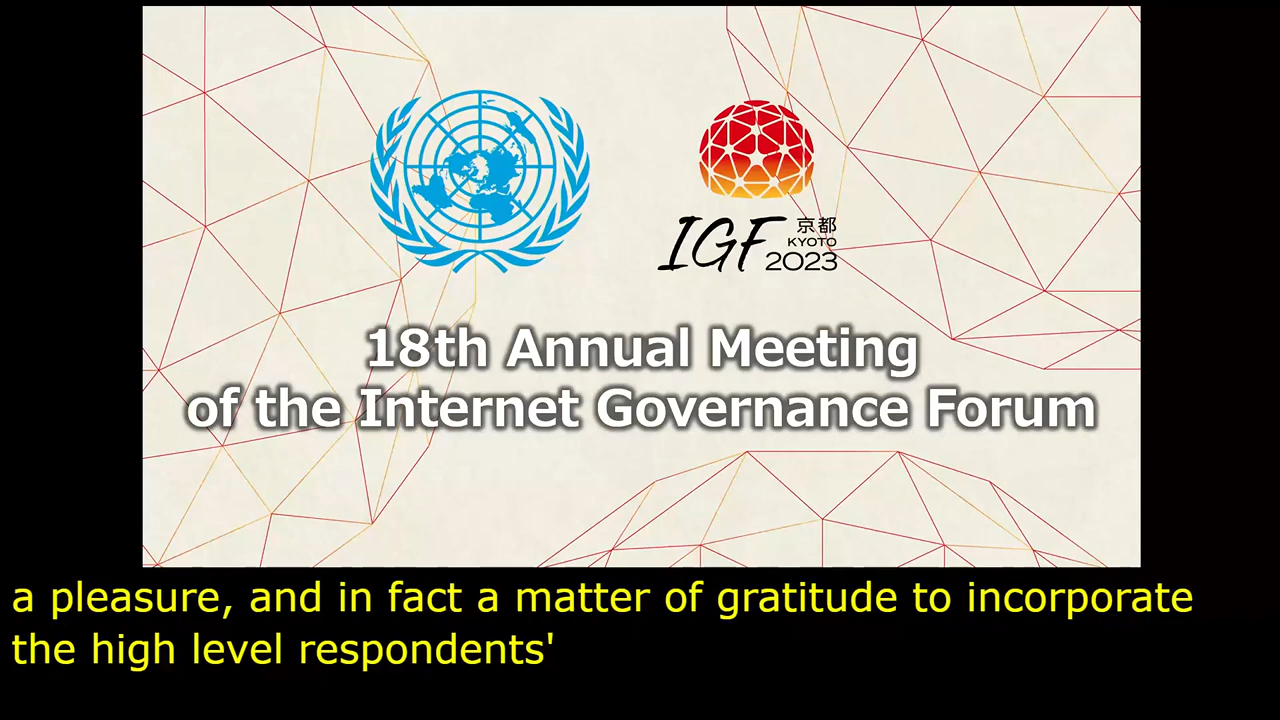 IGF 京都
KYOTO
2023
18th Annual Meeting
of the Internet Governance Forum
a pleasure, and in fact a matter of gratitude to incorporate
the high level respondents'